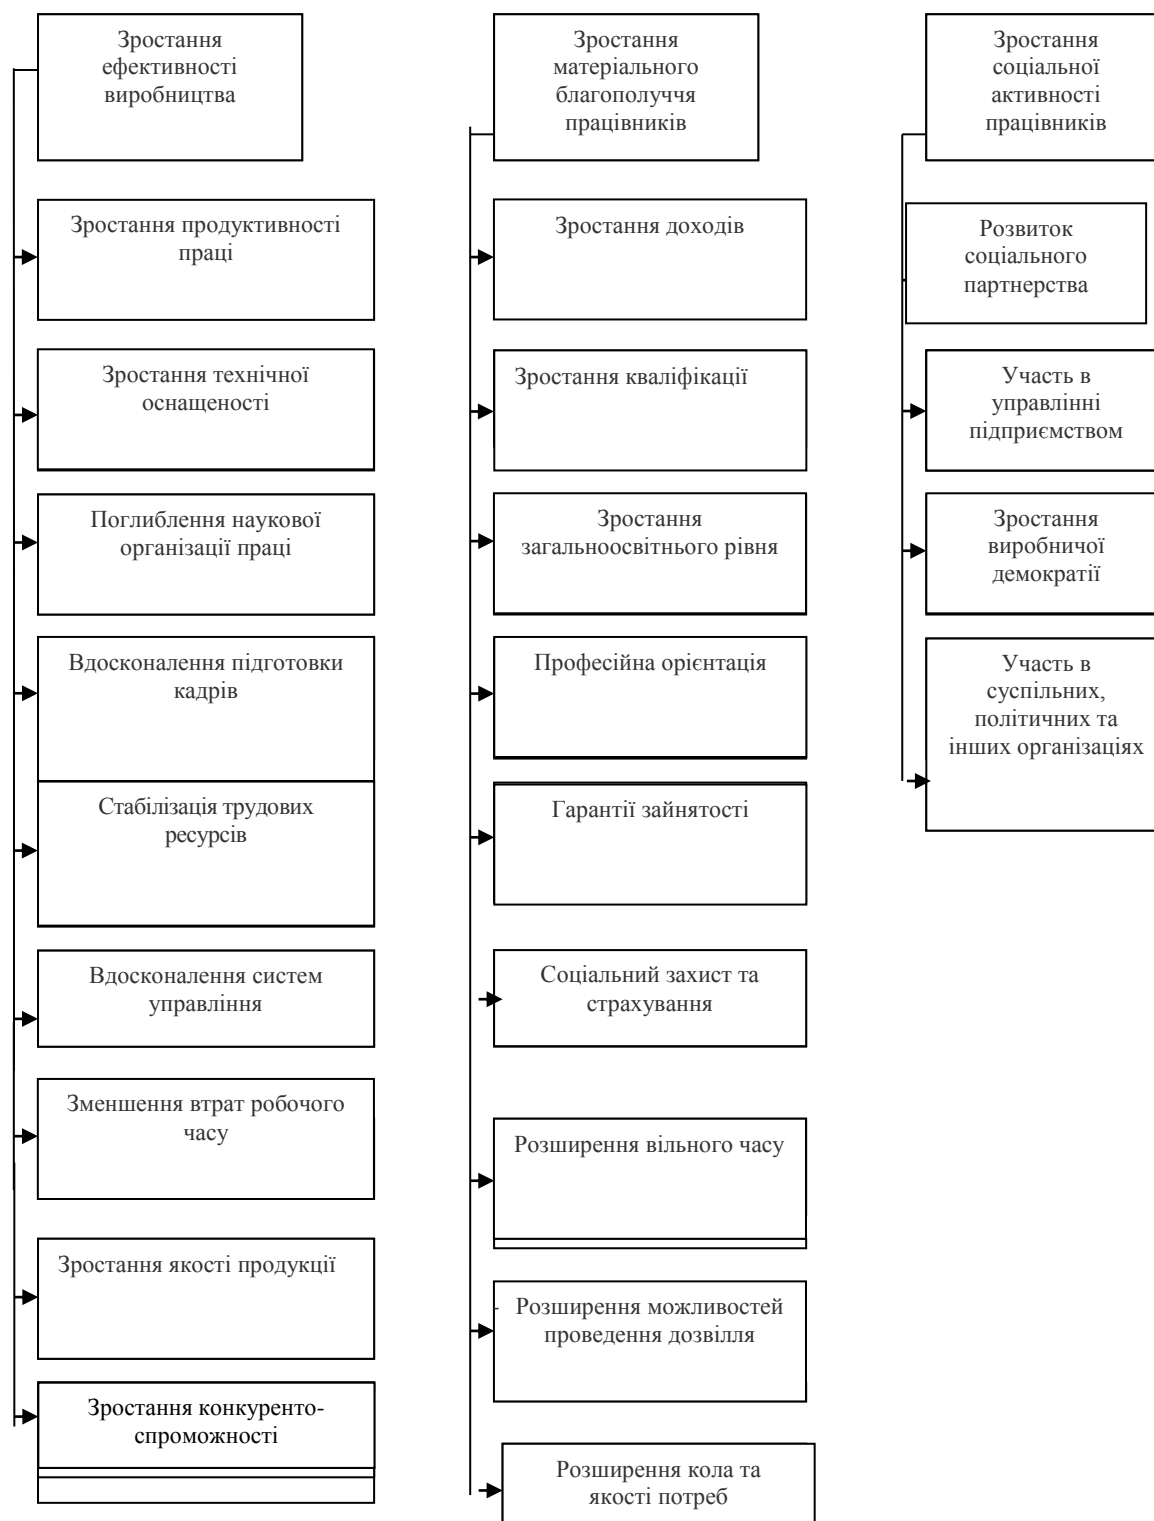 Зростання
ефективності
виробництва
Зростання продуктивності
праці
Зростання технічної
оснащеності
Поглиблення наукової
організації праці
Вдосконалення підготовки
кадрів
Стабілізація трудових
ресурсів
Вдосконалення систем
управління
Зменшення втрат робочого
часу
Зростання якості продукції
Зростання конкуренто-
спроможності
Зростання
матеріального
благополуччя
працівників
Зростання доходів
Зростання кваліфікації
Зростання
загальноосвітнього рівня
Професійна орієнтація
Гарантії зайнятості
Соціальний захист та
страхування
Розширення вільного часу
Розширення можливостей
проведення дозвілля
Розширення кола та
якості потреб
Зростання
соціальної
активності
працівників
Розвиток
соціального
партнерства
Участь в
управлінні
підприємством
Зростання
виробничої
демократії
Участь в
суспільних,
політичних та
інших організаціях